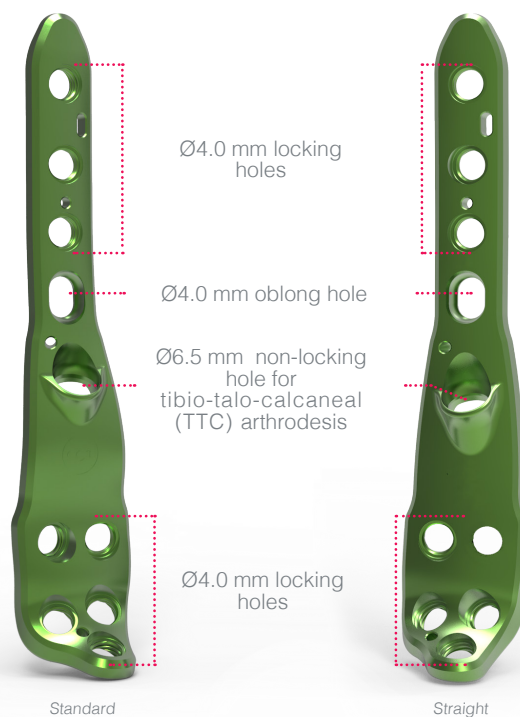 Ø4.0 mm locking
holes
Ø4.0 mm oblong hole
Ø6.5 mm non-locking
hole for
tibio-talo-calcaneal
(TTC) arthrodesis
Ø4.0 mm locking
holes
Standard
Straight